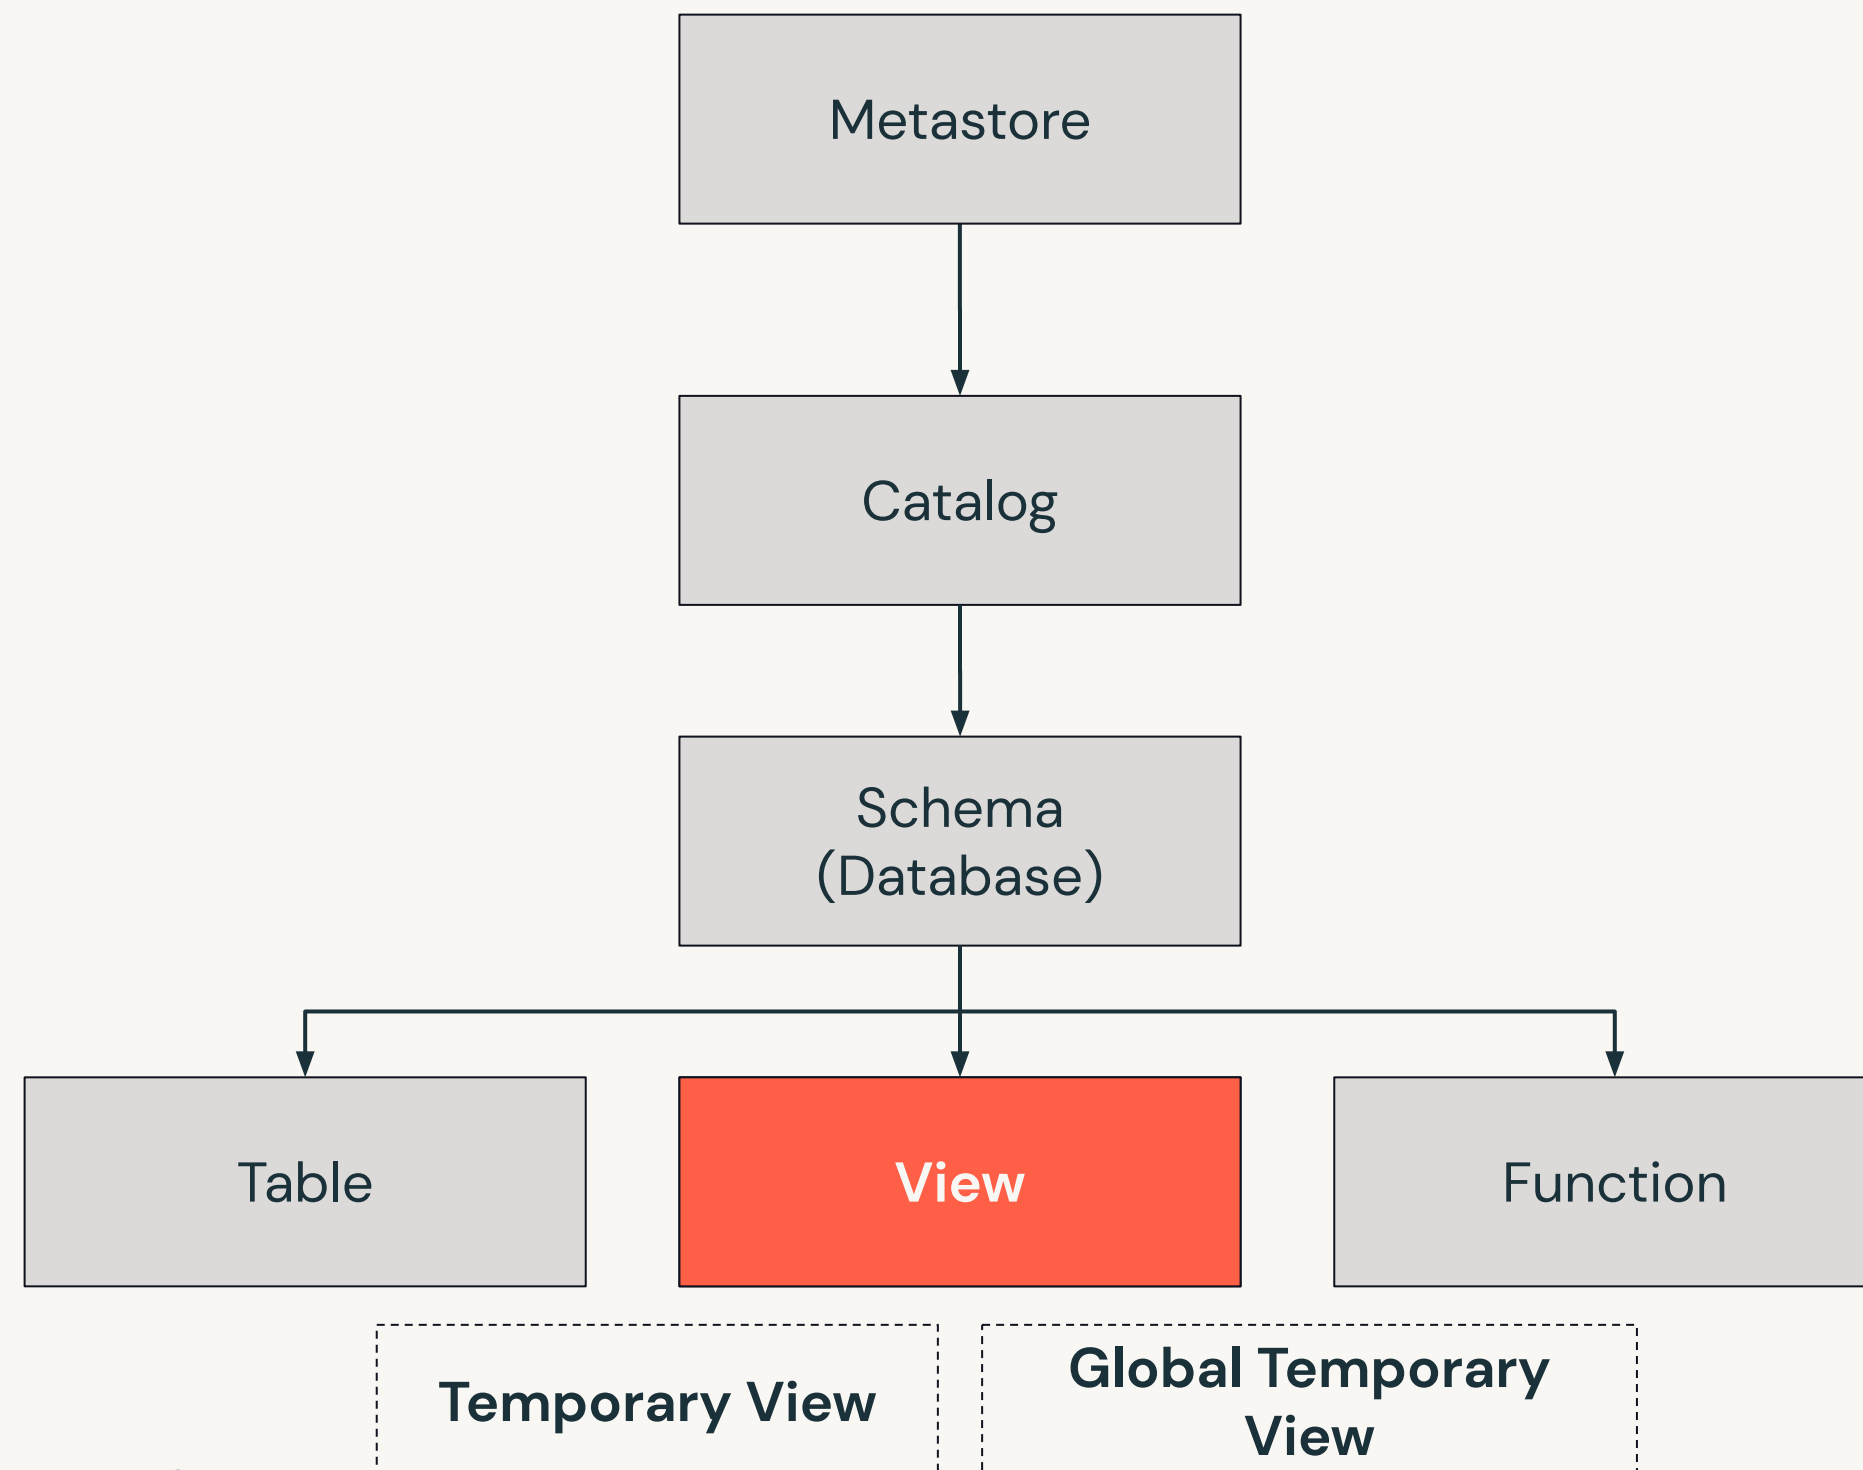 Metastore
Catalog
Schema
(Database)
Table
View
Function
Temporary View
Global Temporary
View